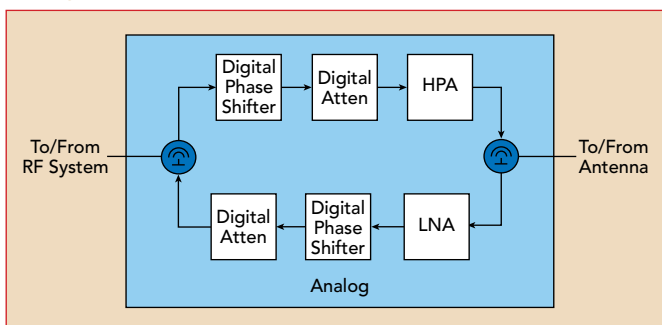 Digital
Phase
Shifter
Digital
Atten
HPA
To/From
RF System
To/From
Antenna
Digital
Atten
Digital
Phase
Shifter
LNA
Analog